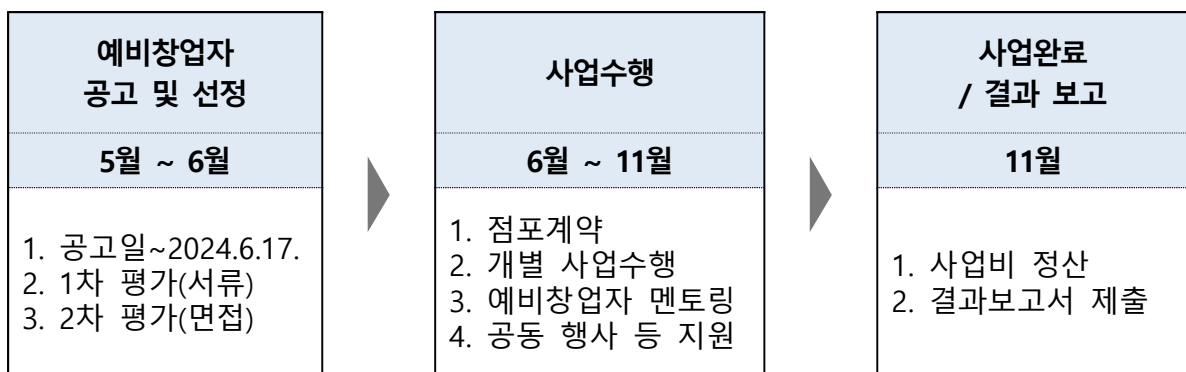 예비창업자
공고 및 선정
5월 ~ 6월
1. 공고일~2024.6.17.
2. 1차 평가(서류)
3. 2차 평가(면접)
사업수행
6월 ~ 11월
1. 점포계약
2. 개별 사업수행
3. 예비창업자 멘토링
4. 공동 행사 등 지원
사업완료
/ 결과 보고
11월
1. 사업비 정산
2. 결과보고서 제출